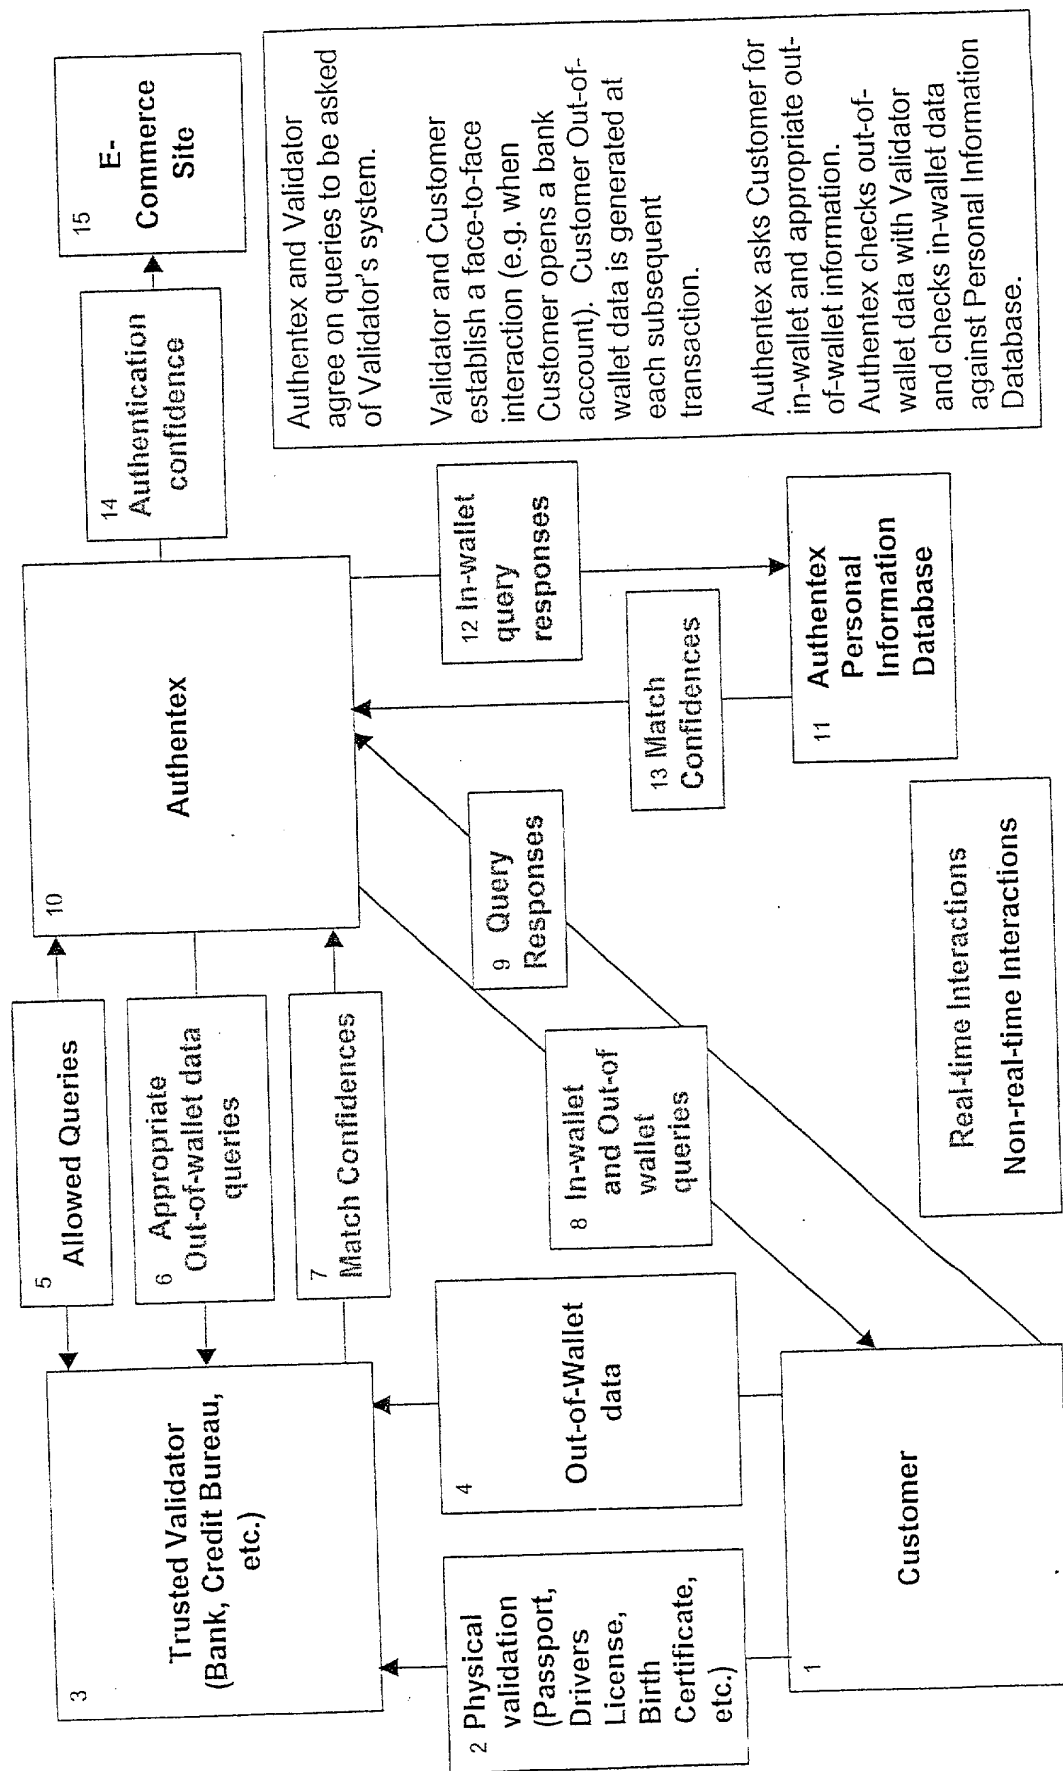 3
Trusted Validator
(Bank, Credit Bureau,
etc.)
5
Allowed Queries
6 Appropriate
Out-of-wallet data
queries
7
Match Confidences
10
Authentex
14
Authentication
confidence
15
E-
Commerce
Site
2 Physical
validation
(Passport,
Drivers
License,
Birth
Certificate,
etc.)
4
Out-of-Wallet
data
8 In-wallet
and Out-of
wallet
queries
9 Query
Responses
12 In-wallet
query
responses
13 Match
Confidences
1
Customer
11
Authentex
Personal
Information
Database
Real-time Interactions
Non-real-time Interactions
Authentex and Validator
agree on queries to be asked
of Validator's system.
Validator and Customer
establish a face-to-face
interaction (e.g. when
Customer opens a bank
account). Customer Out-of-
wallet data is generated at
each subsequent
transaction.
Authentex asks Customer for
in-wallet and appropriate out-
of-wallet information.
Authentex checks out-of-
wallet data with Validator
and checks in-wallet data
against Personal Information
Database.